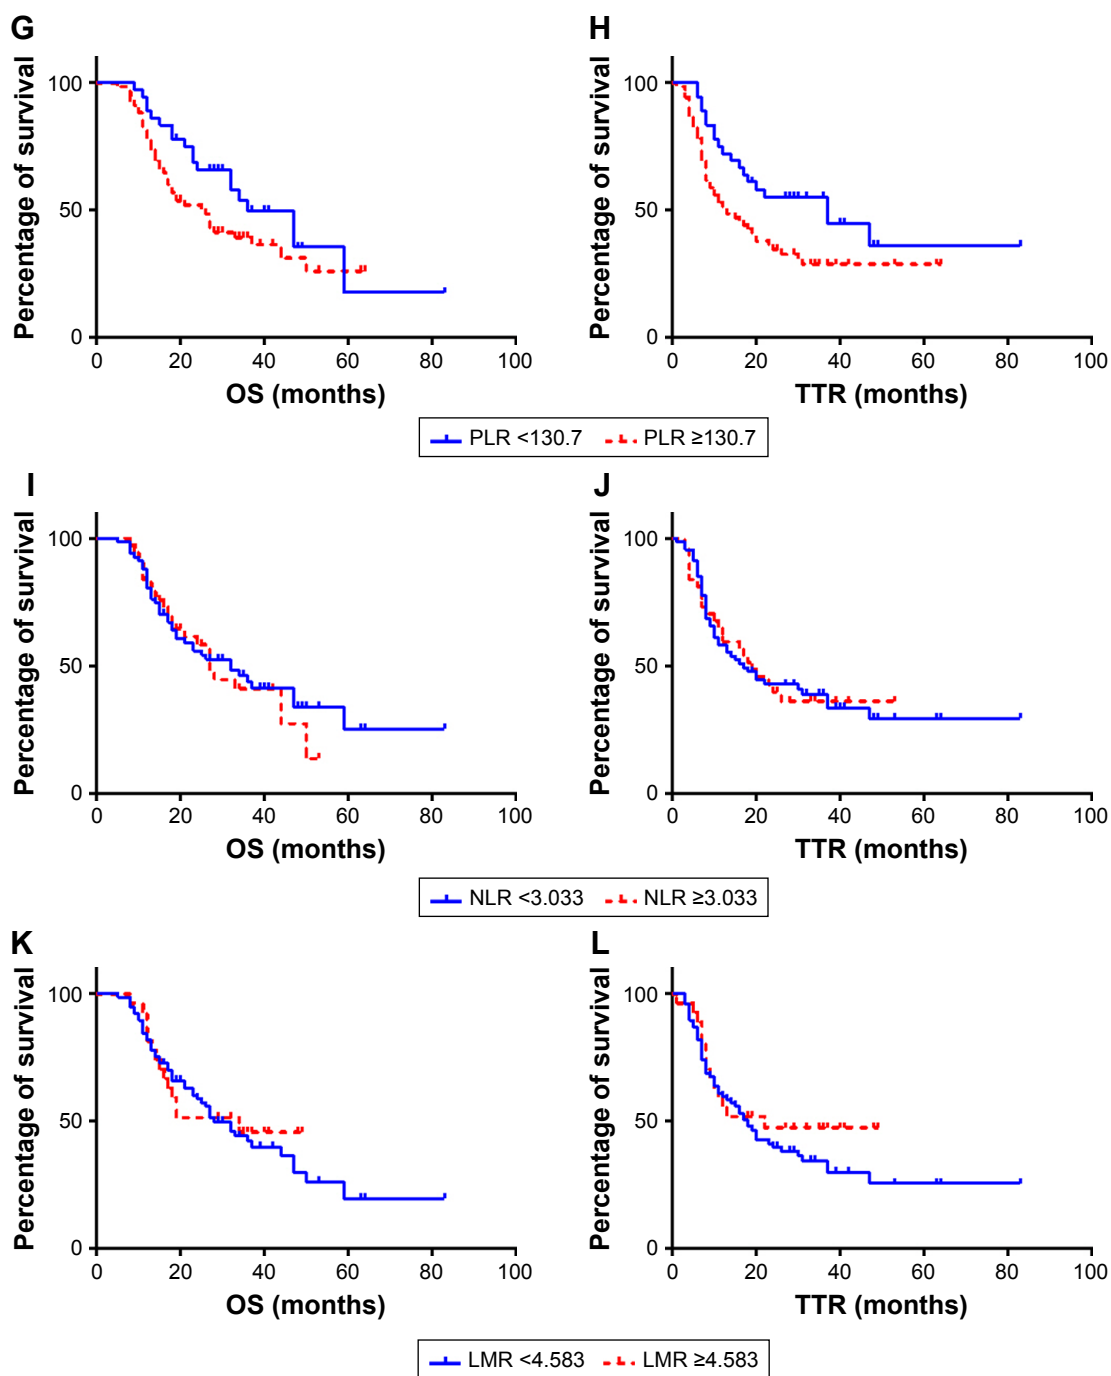 G
H
Percentage of survival
100
50
0
0 20 40 60 80 100
OS (months)
Percentage of survival
100
50
0
0 20 40 60 80 100
TTR (months)
PLR <130.7 PLR ≥130.7
I
J
Percentage of survival
100
50
0
0 20 40 60 80 100
OS (months)
Percentage of survival
100
50
0
0 20 40 60 80 100
TTR (months)
NLR <3.033 NLR ≥3.033
K
L
Percentage of survival
100
50
0
0 20 40 60 80 100
OS (months)
Percentage of survival
100
50
0
0 20 40 60 80 100
TTR (months)
LMR <4.583 LMR ≥4.583